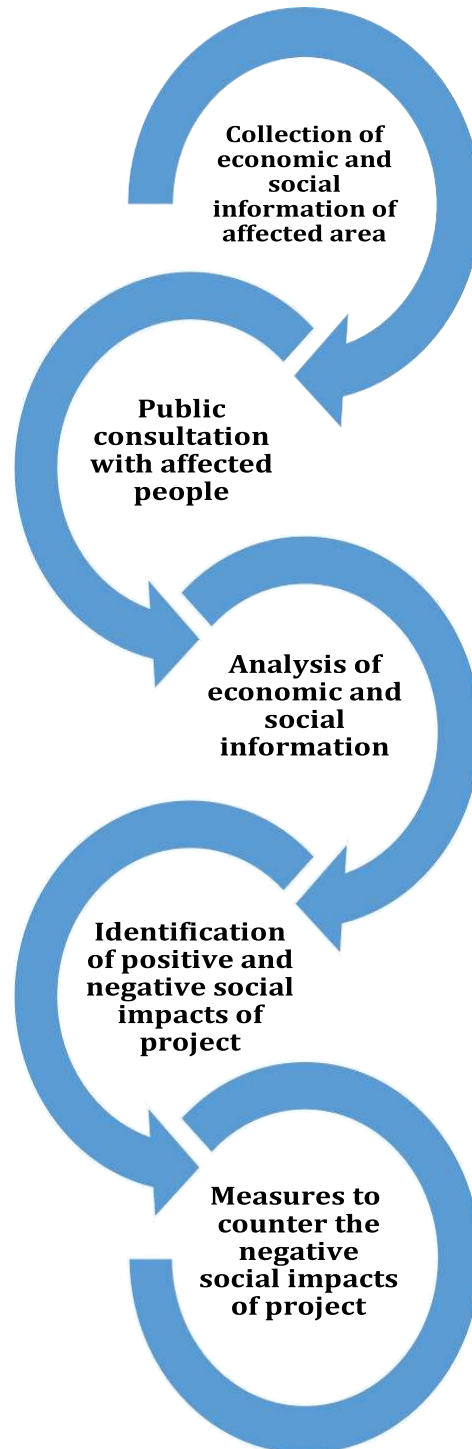 Collection of
economic and
social
information of
affected area
Public
consultation
with affected
people
Analysis of
economic and
social
information
Identification
of positive and
negative social
impacts of
project
Measures to
counter the
negative
social impacts
of project